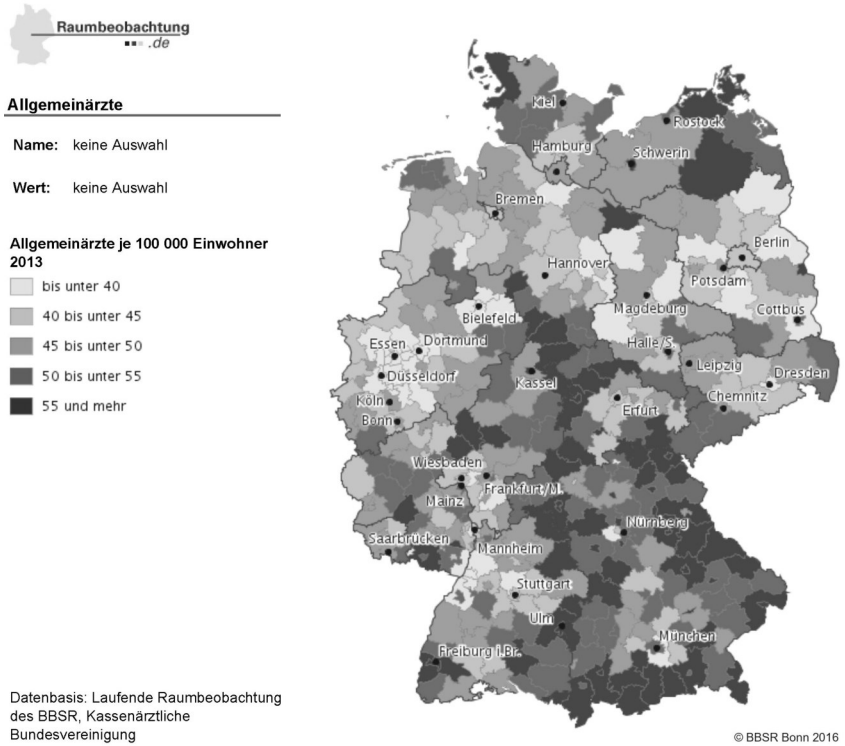 Raumbeobachtung
.de
Allgemeinärzte
Name: keine Auswahl
Wert: keine Auswahl
Allgemeinärzte je 100 000 Einwohner
2013
bis unter 40
40 bis unter 45
45 bis unter 50
50 bis unter 55
55 und mehr
Datenbasis: Laufende Raumbeobachtung
des BBSR, Kassenärztliche
Bundesvereinigung
Kiel
Rostock
Hamburg
Schwerin
Bremen
Berlin
Hannover
Potsdam
Magdeburg
Bielefeld
Cottbus
Essen
Dortmund
Halle/S.
Leipzig
Düsseldorf
Kassel
Dresden
Köln
Erfurt
Chemnitz
Bonn
Wiesbaden
Frankfurt/M.
Mainz
Nürnberg
Saarbrücken
Mannheim
Stuttgart
Ulm
München
Freiburg i.Br.
© BBSR Bonn 2016